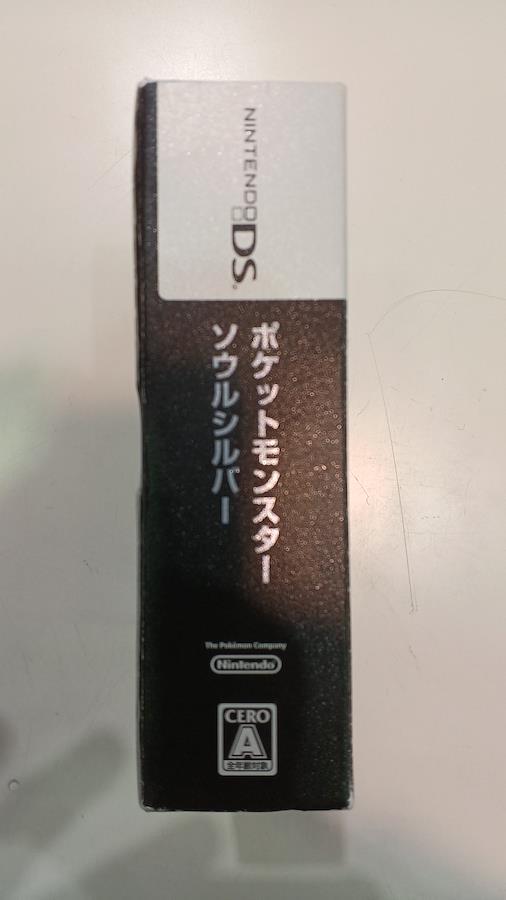 NINTENDO DS
ポケットモンスター
ソウルシルバー
The Pokémon Company
Nintendo
CERO
A
全年齢対象